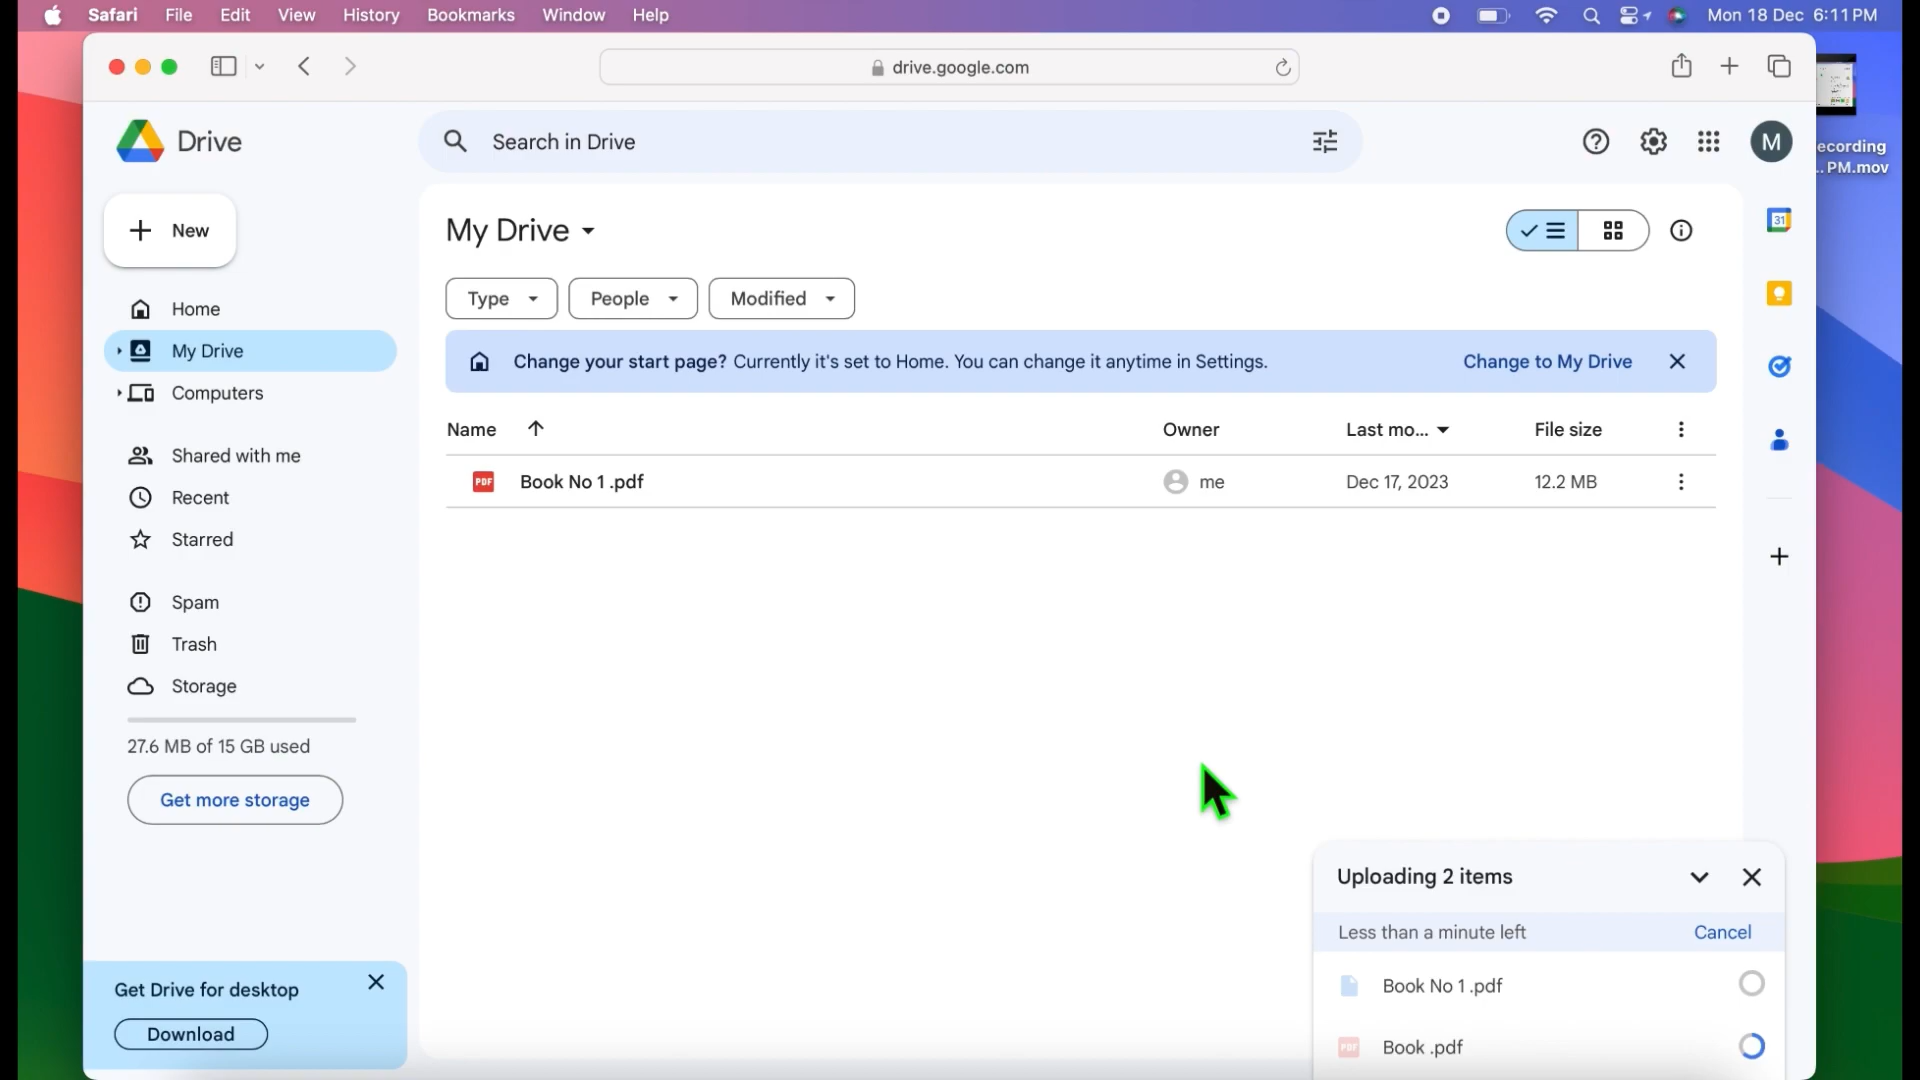 Safari File Edit View History Bookmarks Window Help Mon 18 Dec 6:11 PM
drive.google.com
ecording
.. PM.mov
Drive
Search in Drive
M
New
My Drive
31
Type People Modified
Home
My Drive
Computers
Change your start page? Currently it's set to Home. You can change it anytime in Settings. Change to My Drive
Name Owner Last mo... File size
PDF Book No 1 .pdf me Dec 17, 2023 12.2 MB
Shared with me
Recent
Starred
Spam
Trash
Storage
27.6 MB of 15 GB used
Get more storage
Get Drive for desktop
Download
Uploading 2 items
Less than a minute left Cancel
Book No 1 .pdf
PDF Book .pdf